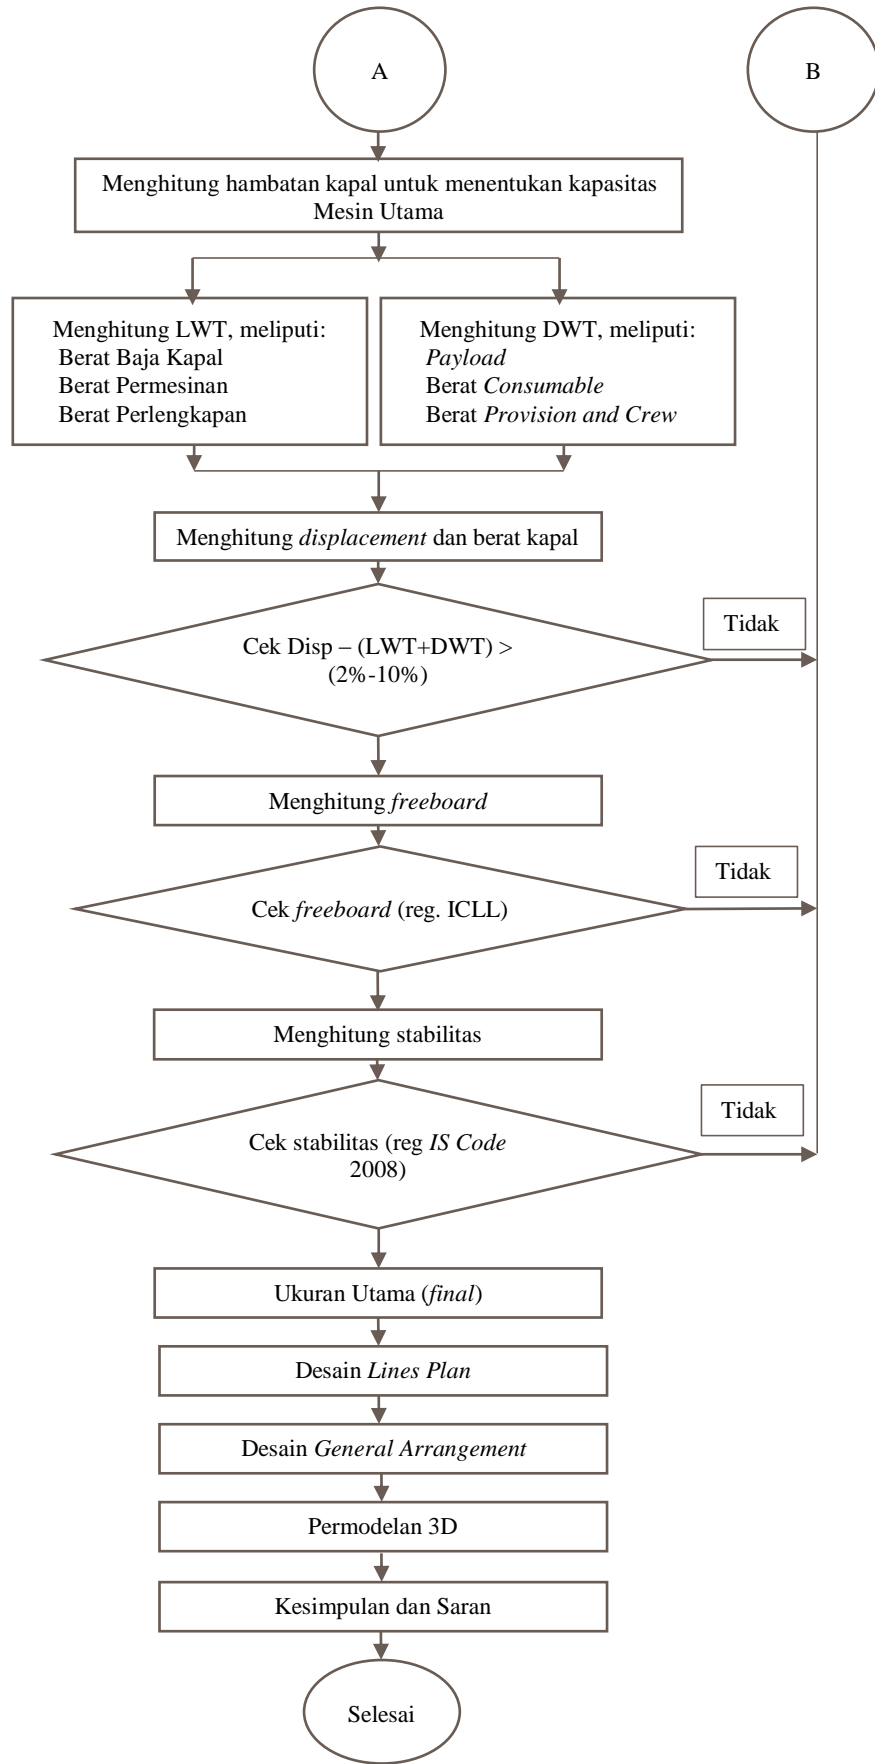 A
B
Menghitung hambatan kapal untuk menentukan kapasitas
Mesin Utama
Menghitung LWT, meliputi:
Berat Baja Kapal
Berat Permesinan
Berat Perlengkapan
Menghitung DWT, meliputi:
Payload
Berat Consumable
Berat Provision and Crew
Menghitung displacement dan berat kapal
Cek Disp – (LWT+DWT) >
(2%-10%)
Tidak
Menghitung freeboard
Cek freeboard (reg. ICLL)
Tidak
Menghitung stabilitas
Cek stabilitas (reg IS Code
2008)
Tidak
Ukuran Utama (final)
Desain Lines Plan
Desain General Arrangement
Permodelan 3D
Kesimpulan dan Saran
Selesai